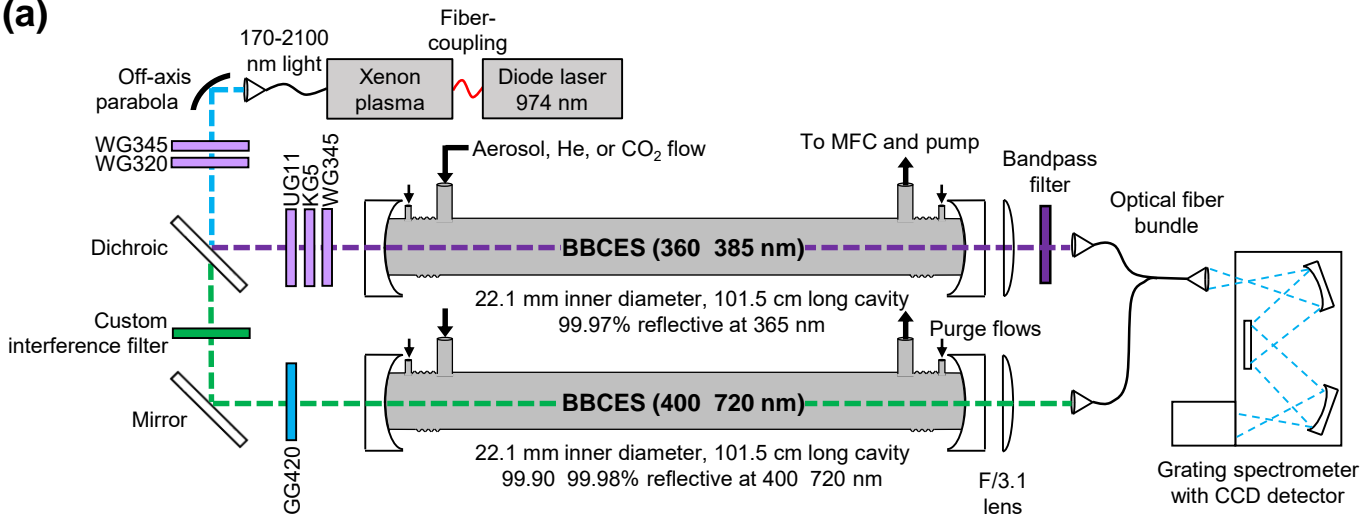 (a)
170-2100
nm light
Fiber-
coupling
Off-axis
parabola
Xenon
plasma
Diode laser
974 nm
WG345
WG320
UG11
KG5
WG345
Aerosol, He, or CO₂ flow
To MFC and pump
Bandpass
filter
Optical fiber
bundle
Dichroic
BBCES (360 385 nm)
22.1 mm inner diameter, 101.5 cm long cavity
99.97% reflective at 365 nm
Custom
interference filter
Purge flows
Mirror
BBCES (400 720 nm)
GG420
22.1 mm inner diameter, 101.5 cm long cavity
99.90 99.98% reflective at 400 720 nm
F/3.1
lens
Grating spectrometer
with CCD detector